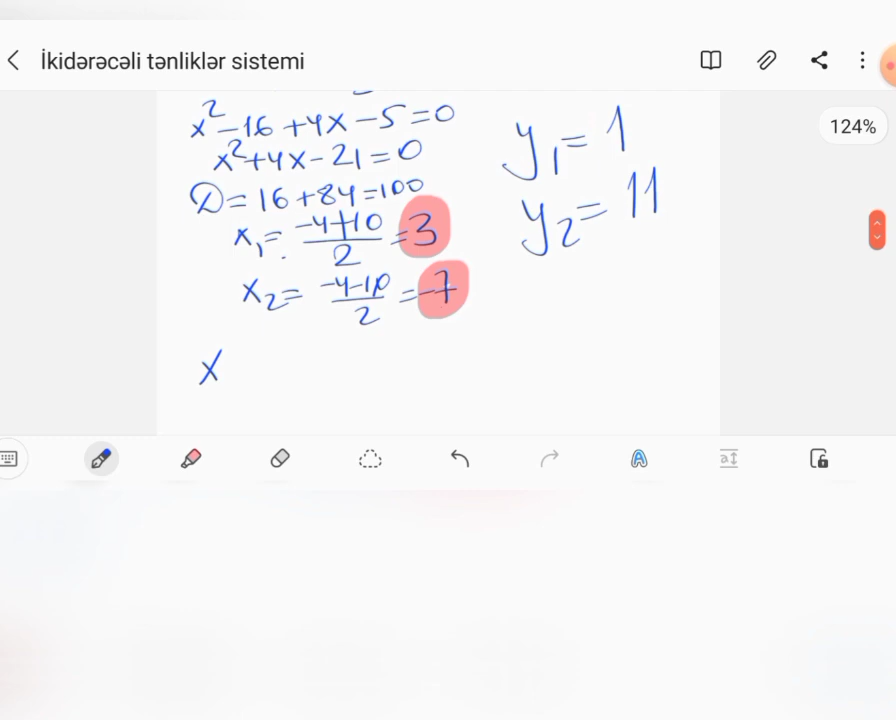 İkidərəcəli tənliklər sistemi
124%
x²-16+4x-5=0
x²+4x-21=0
D=16+84=100
x₁=(-4+10)/2=3
x₂=(-4-10)/2=-7
x
y₁=1
y₂=11